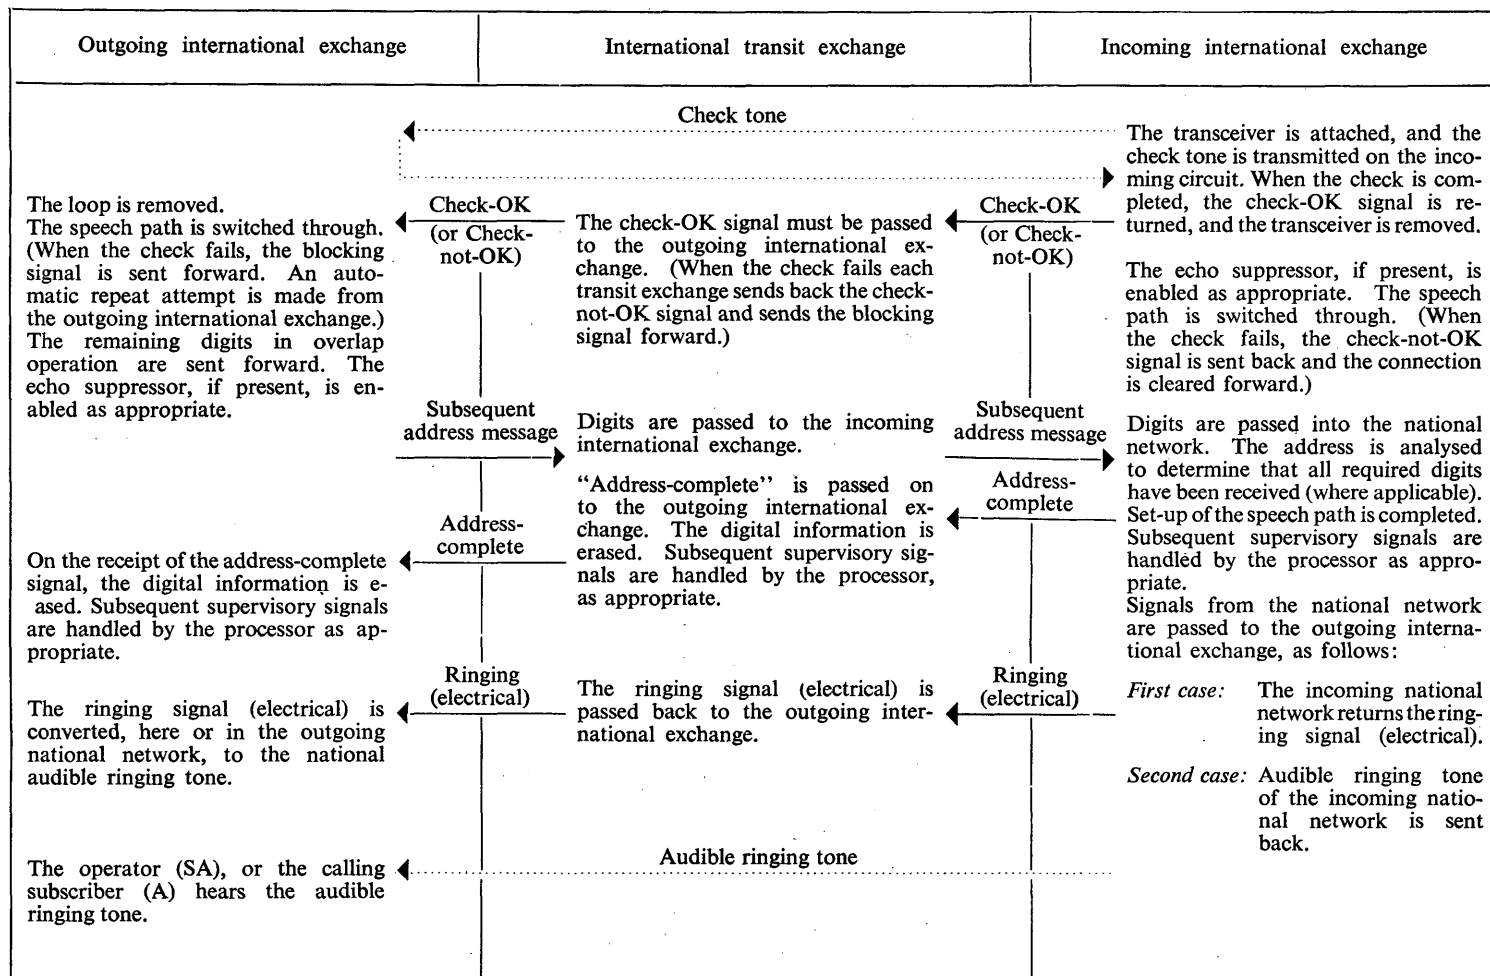 Outgoing international exchange
International transit exchange
Incoming international exchange
Check tone
The transceiver is attached, and the
check tone is transmitted on the inco-
ming circuit. When the check is com-
pleted, the check-OK signal is re-
turned, and the transceiver is removed.
The loop is removed.
The speech path is switched through.
(When the check fails, the blocking
signal is sent forward. An auto-
matic repeat attempt is made from
the outgoing international exchange.)
The remaining digits in overlap
operation are sent forward. The
echo suppressor, if present, is en-
abled as appropriate.
Check-OK
(or Check-
not-OK)
The check-OK signal must be passed
to the outgoing international ex-
change. (When the check fails each
transit exchange sends back the check-
not-OK signal and sends the blocking
signal forward.)
Check-OK
(or Check-
not-OK)
The echo suppressor, if present, is
enabled as appropriate. The speech
path is switched through. (When
the check fails, the check-not-OK
signal is sent back and the connection
is cleared forward.)
Subsequent
address message
Digits are passed to the incoming
international exchange.
Subsequent
address message
Digits are passed into the national
network. The address is analysed
to determine that all required digits
have been received (where applicable).
Set-up of the speech path is completed.
Subsequent supervisory signals are
handled by the processor as appro-
priate.
Signals from the national network
are passed to the outgoing interna-
tional exchange, as follows:
Address-
complete
"Address-complete" is passed on
to the outgoing international ex-
change. The digital information is
erased. Subsequent supervisory sig-
nals are handled by the processor,
as appropriate.
Address-
complete
On the receipt of the address-complete
signal, the digital information is e-
ased. Subsequent supervisory signals
are handled by the processor as ap-
propriate.
Ringing
(electrical)
The ringing signal (electrical) is
passed back to the outgoing inter-
national exchange.
Ringing
(electrical)
First case: The incoming national
network returns the ring-
ing signal (electrical).
The ringing signal (electrical) is
converted, here or in the outgoing
national network, to the national
audible ringing tone.
Second case: Audible ringing tone
of the incoming natio-
nal network is sent
back.
Audible ringing tone
The operator (SA), or the calling
subscriber (A) hears the audible
ringing tone.